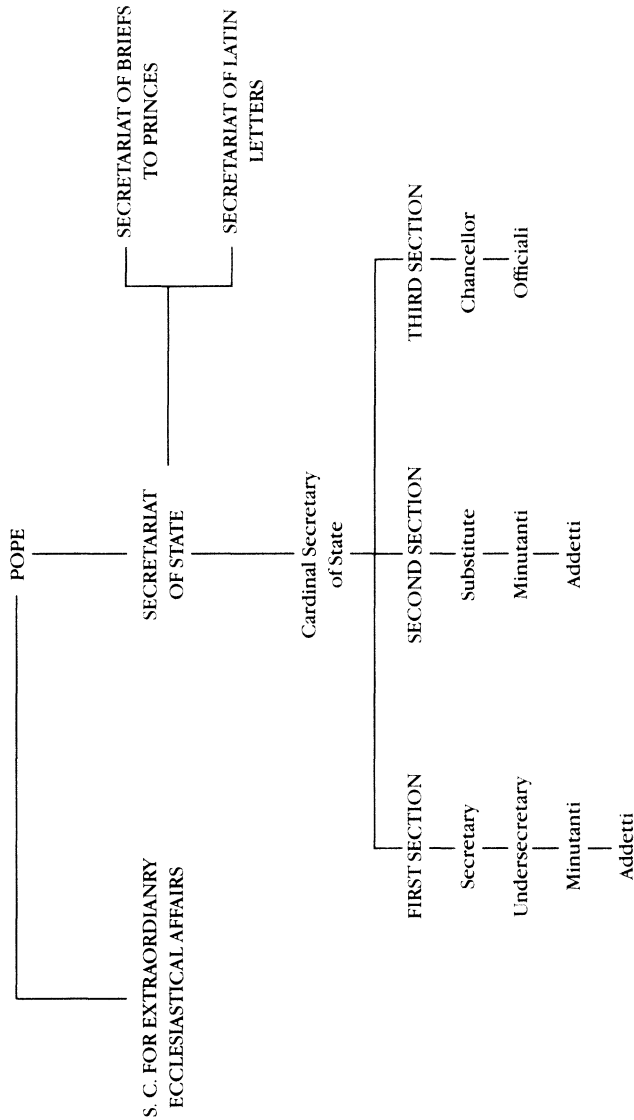 POPE
S. C. FOR EXTRAORDIANRY
ECCLESIASTICAL AFFAIRS
SECRETARIAT
OF STATE
SECRETARIAT OF BRIEFS
TO PRINCES
SECRETARIAT OF LATIN
LETTERS
Cardinal Secretary
of State
FIRST SECTION
Secretary
Undersecretary
Minutanti
Addetti
SECOND SECTION
Substitute
Minutanti
Addetti
THIRD SECTION
Chancellor
Officiali